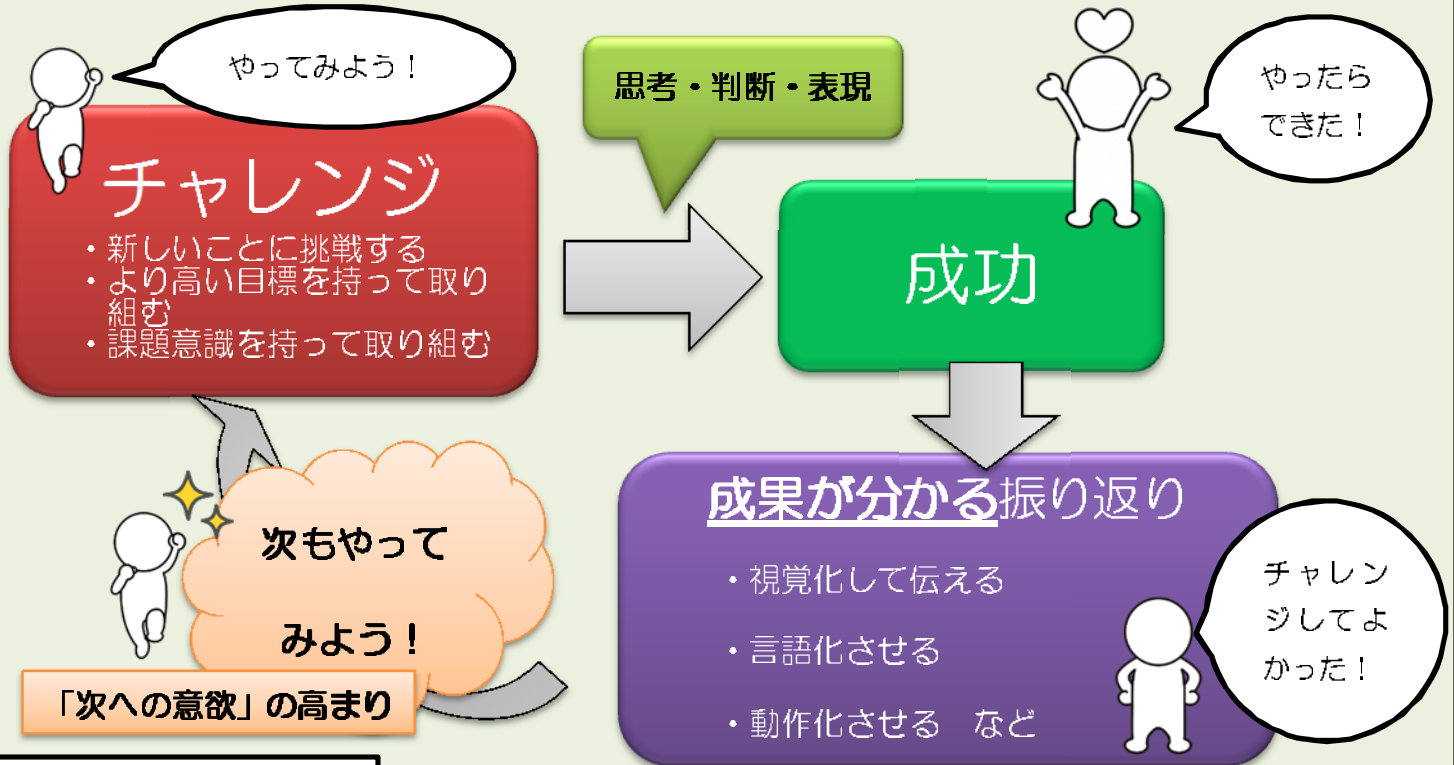 やってみよう！
チャレンジ
・新しいことに挑戦する
・より高い目標を持って取り
組む
・課題意識を持って取り組む
思考・判断・表現
やったら
できた！
成功
成果が分かる振り返り
・視覚化して伝える
・言語化させる
・動作化させる　など
チャレン
ジしてよ
かった！
次もやって
みよう！
「次への意欲」の高まり